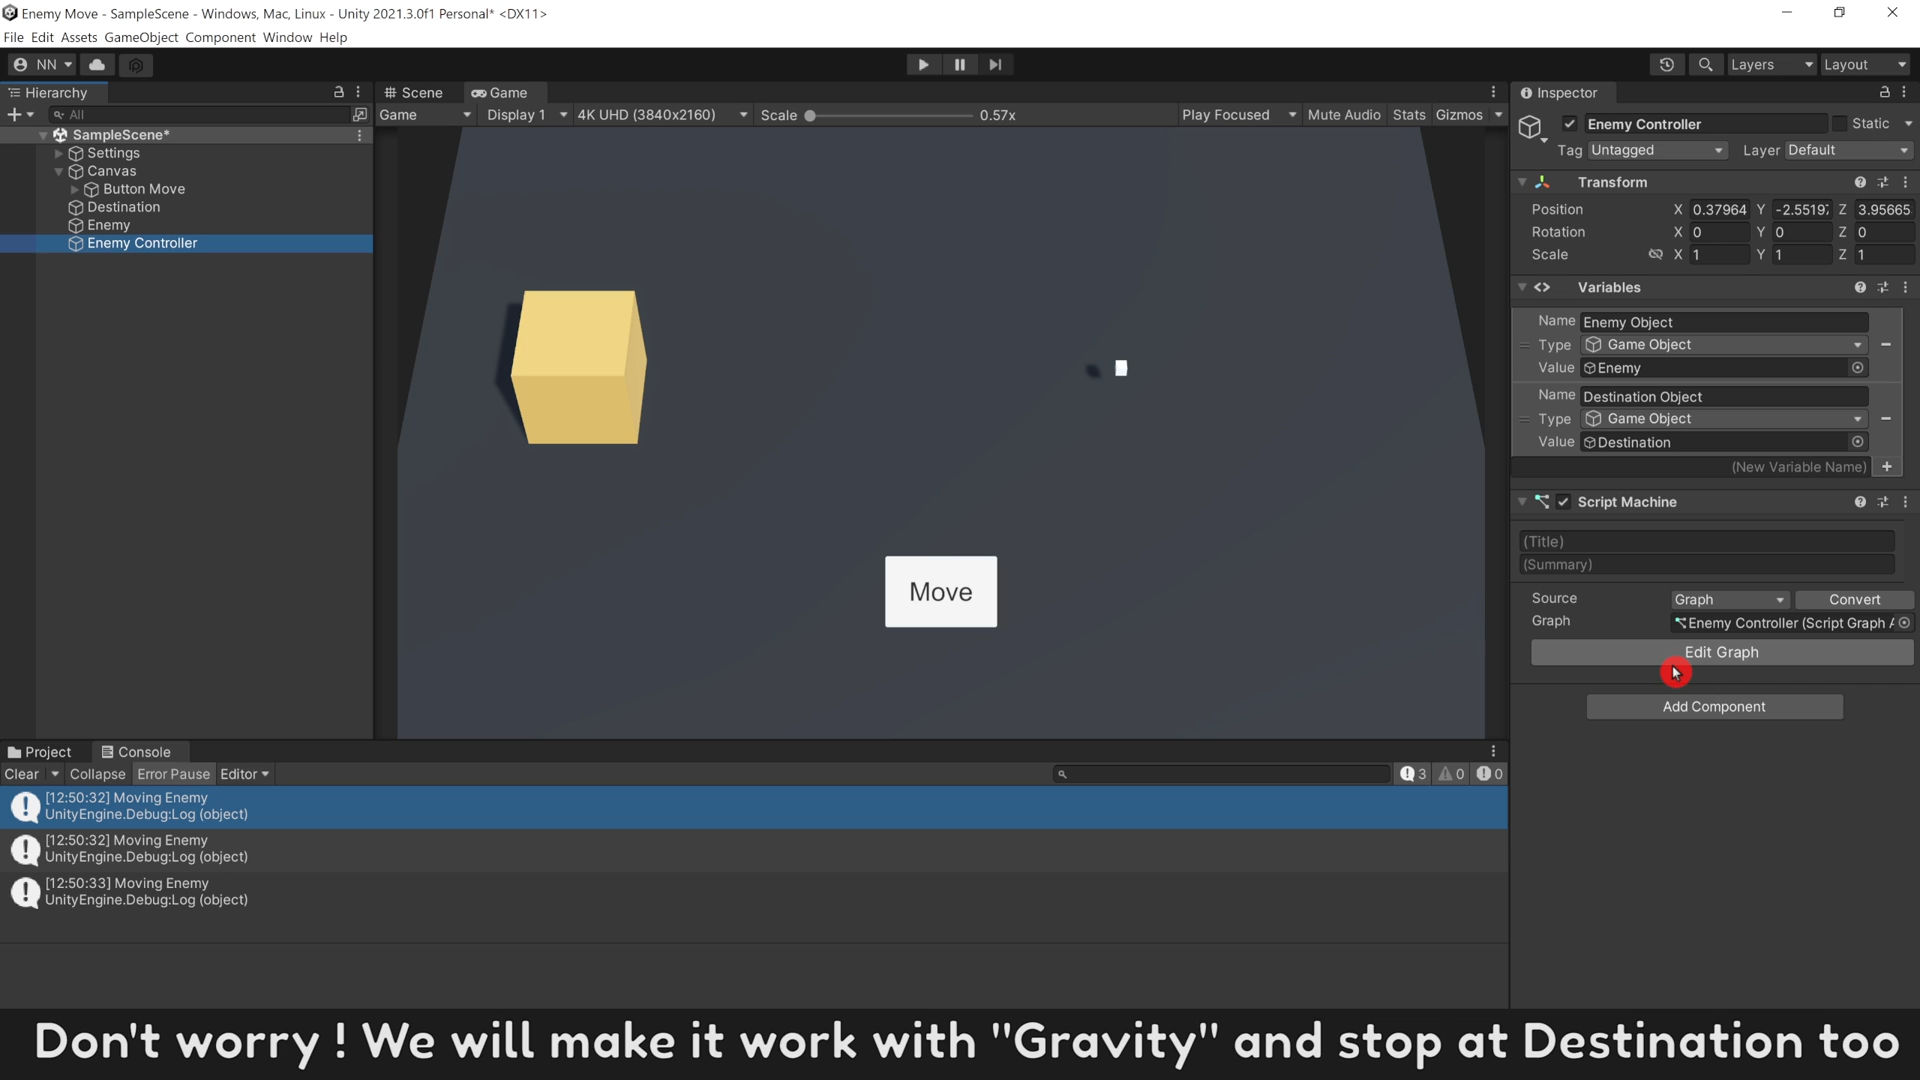 Enemy Move - SampleScene - Windows, Mac, Linux - Unity 2021.3.0f1 Personal* <DX11>
File Edit Assets GameObject Component Window Help
NN Layers Layout
Hierarchy
All
SampleScene*
Settings
Canvas
Button Move
Destination
Enemy
Enemy Controller
Scene Game
Game Display 1 4K UHD (3840x2160) Scale 0.57x Play Focused Mute Audio Stats Gizmos
Move
Inspector
Enemy Controller Static
Tag Untagged Layer Default
Transform
Position X 0.37964 Y -2.5519 Z 3.95665
Rotation X 0 Y 0 Z 0
Scale X 1 Y 1 Z 1
Variables
Name Enemy Object
Type Game Object
Value Enemy
Name Destination Object
Type Game Object
Value Destination
(New Variable Name)
Script Machine
(Title)
(Summary)
Source Graph Convert
Graph Enemy Controller (Script Graph A
Edit Graph
Add Component
Project Console
Clear Collapse Error Pause Editor 3 0 0
[12:50:32] Moving Enemy
UnityEngine.Debug:Log (object)
[12:50:32] Moving Enemy
UnityEngine.Debug:Log (object)
[12:50:33] Moving Enemy
UnityEngine.Debug:Log (object)
Don't worry ! We will make it work with "Gravity" and stop at Destination too